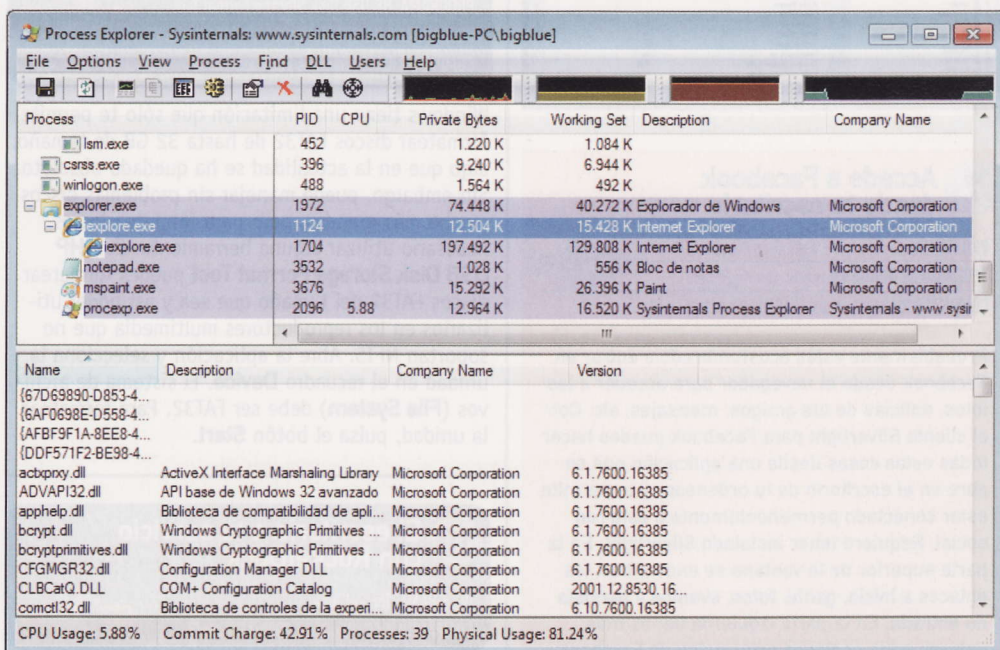 Process Explorer - Sysinternals: www.sysinternals.com [bigblue-PC\bigblue]
File Options View Process Find DLL Users Help
Process PID CPU Private Bytes Working Set Description Company Name
lsm.exe 452 1.220 K 1.084 K
csrss.exe 396 9.240 K 6.944 K
winlogon.exe 488 1.564 K 492 K
explorer.exe 1972 74.448 K 40.272 K Explorador de Windows Microsoft Corporation
iexplore.exe 1124 12.504 K 15.428 K Internet Explorer Microsoft Corporation
iexplore.exe 1704 197.492 K 129.808 K Internet Explorer Microsoft Corporation
notepad.exe 3532 1.028 K 556 K Bloc de notas Microsoft Corporation
mspaint.exe 3676 15.292 K 26.396 K Paint Microsoft Corporation
procexp.exe 2096 5.88 12.964 K 16.520 K Sysinternals Process Explorer Sysinternals - www.sysin
Name Description Company Name Version
{67D69890-D853-4...
{6AF0698E-D558-4...
{AFBF9F1A-8EE8-4...
{DDF571F2-BE98-4...
actxprxy.dll ActiveX Interface Marshaling Library Microsoft Corporation 6.1.7600.16385
ADVAPI32.dll API base de Windows 32 avanzado Microsoft Corporation 6.1.7600.16385
apphelp.dll Biblioteca de compatibilidad de apli... Microsoft Corporation 6.1.7600.16385
bcrypt.dll Windows Cryptographic Primitives ... Microsoft Corporation 6.1.7600.16385
bcryptprimitives.dll Windows Cryptographic Primitives ... Microsoft Corporation 6.1.7600.16385
CFGMGR32.dll Configuration Manager DLL Microsoft Corporation 6.1.7600.16385
CLBCatQ.DLL COM+ Configuration Catalog Microsoft Corporation 2001.12.8530.16...
comctl32.dll Biblioteca de controles de la experi... Microsoft Corporation 6.10.7600.16385
CPU Usage: 5.88% Commit Charge: 42.91% Processes: 39 Physical Usage: 81.24%